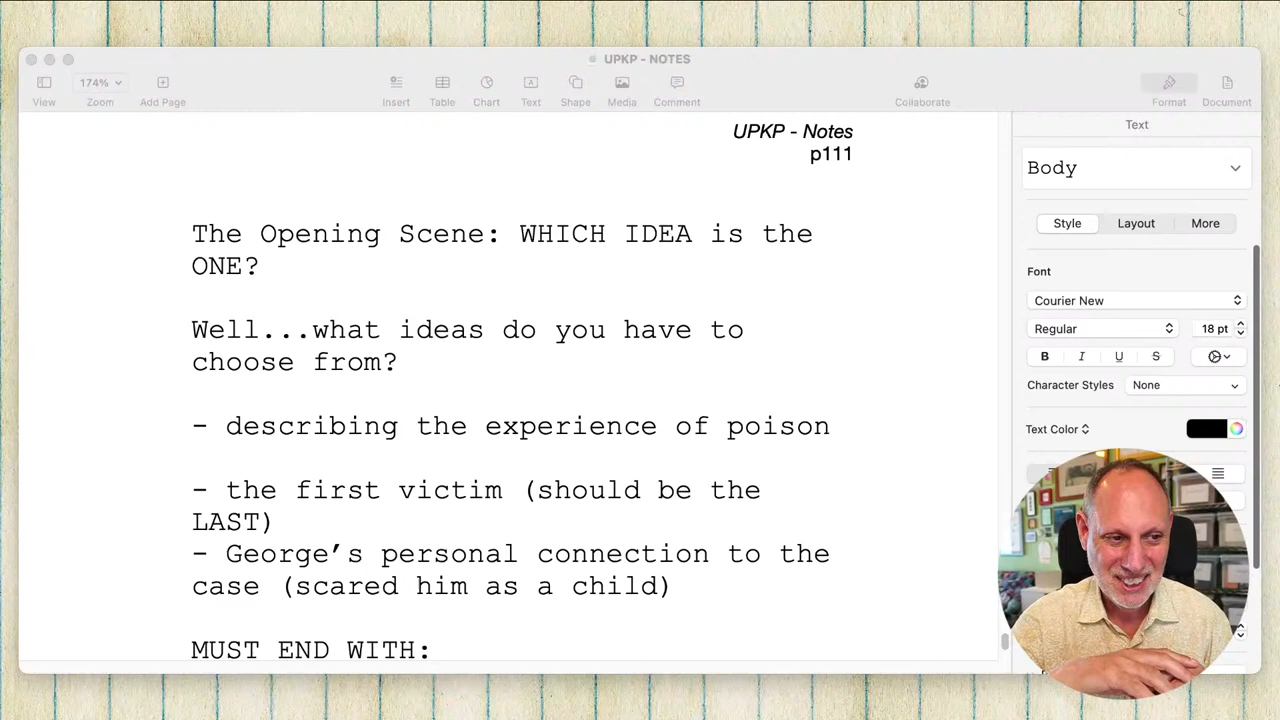 UPKP - NOTES
174%
View
Zoom
Add Page
Insert
Table
Chart
Text
Shape
Media
Comment
Collaborate
Format
Document
UPKP - Notes
p111
The Opening Scene: WHICH IDEA is the
ONE?
Well...what ideas do you have to
choose from?
- describing the experience of poison
- the first victim (should be the
LAST)
- George’s personal connection to the
case (scared him as a child)
MUST END WITH:
Text
Body
Style Layout More
Font
Courier New
Regular 18 pt
B I U S
Character Styles None
Text Color